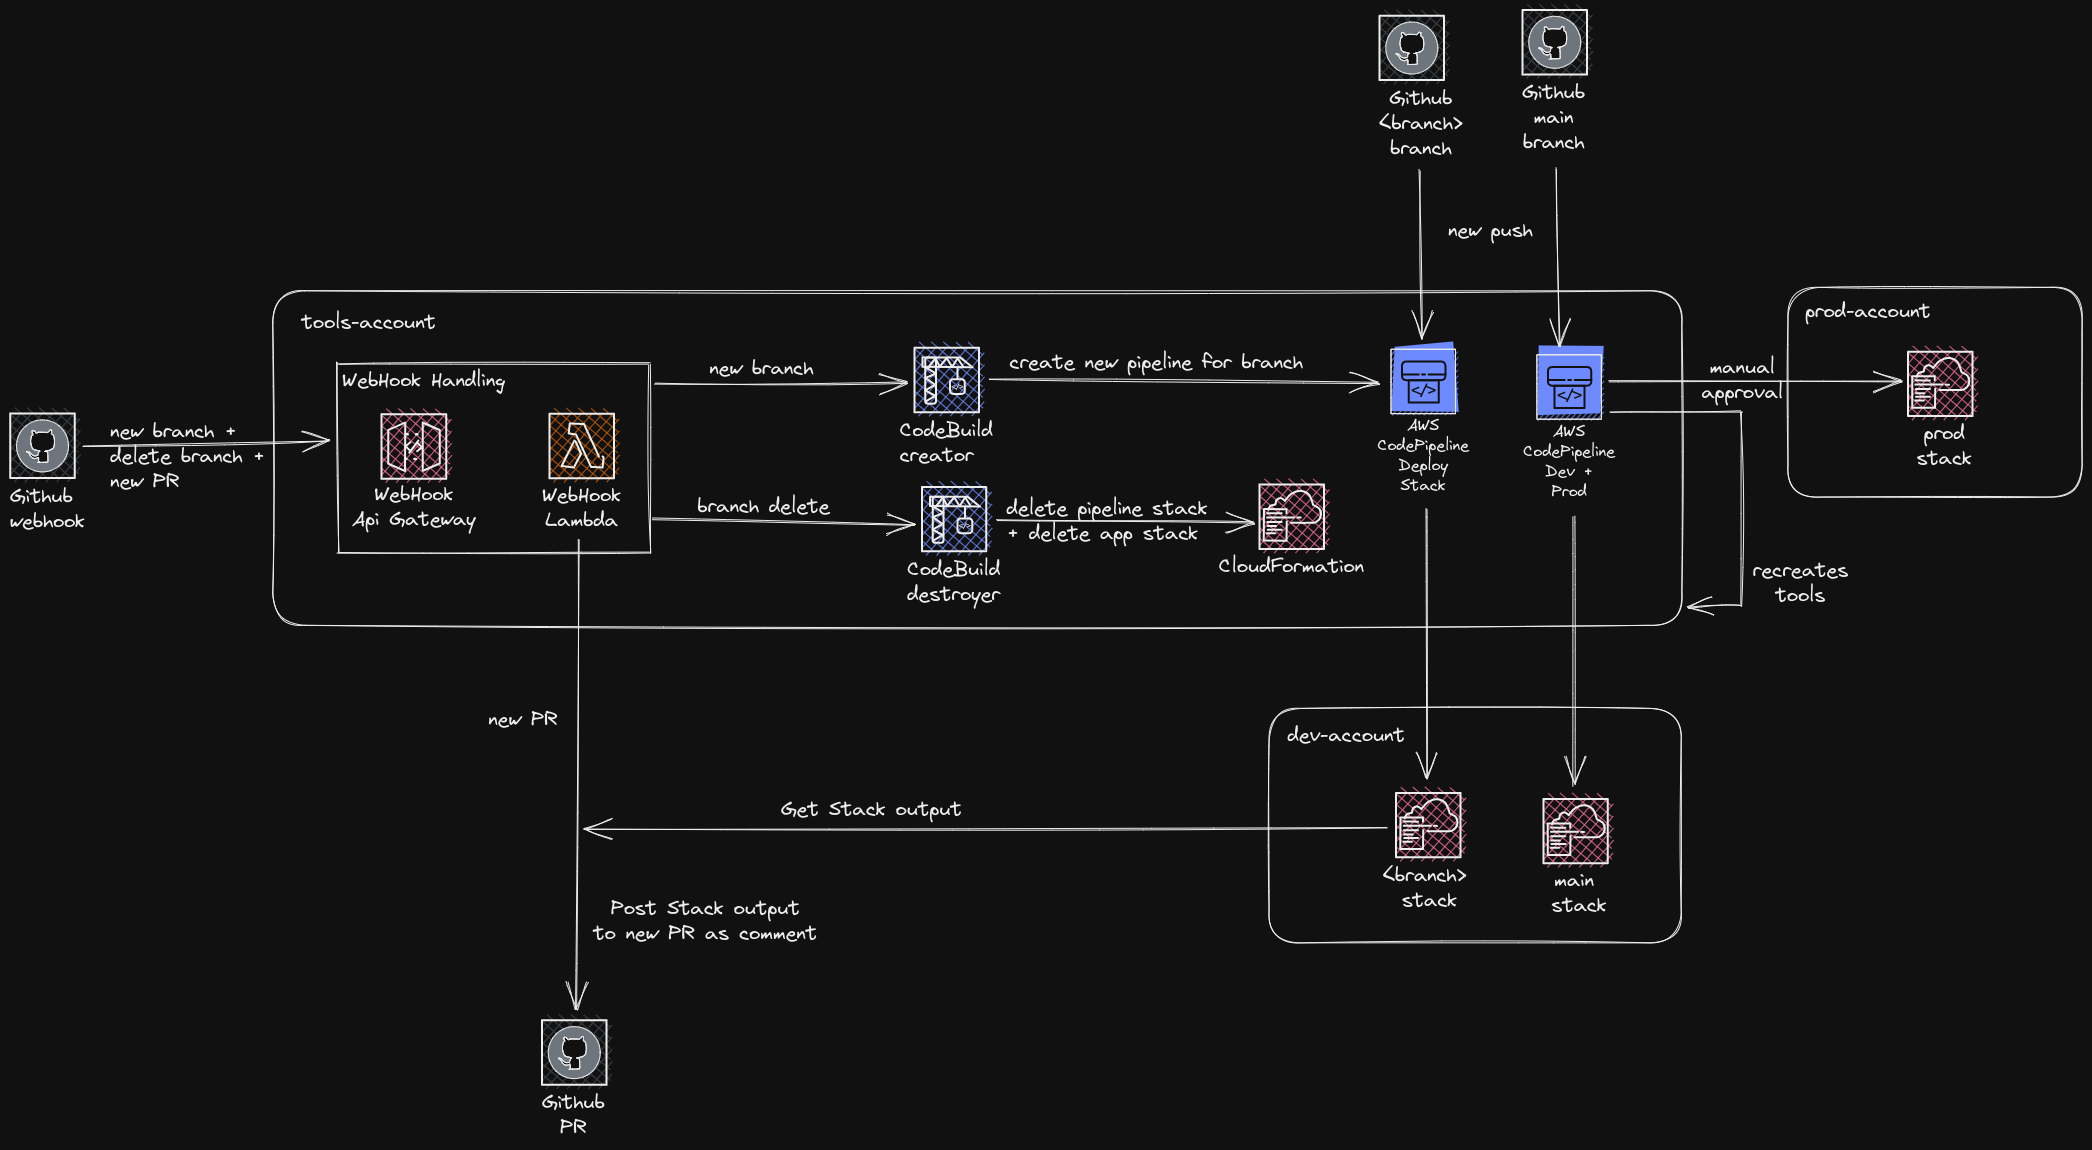 Github
<branch>
branch
Github
main
branch
new push
tools-account
prod-account
WebHook Handling
new branch
create new pipeline for branch
manual
approval
new branch +
delete branch +
new PR
Github
webhook
WebHook
Api Gateway
WebHook
Lambda
CodeBuild
creator
AWS
CodePipeline
Deploy
Stack
AWS
CodePipeline
Dev +
Prod
prod
stack
branch delete
delete pipeline stack
+ delete app stack
CodeBuild
destroyer
CloudFormation
recreates
tools
new PR
dev-account
Get Stack output
<branch>
stack
main
stack
Post Stack output
to new PR as comment
Github
PR